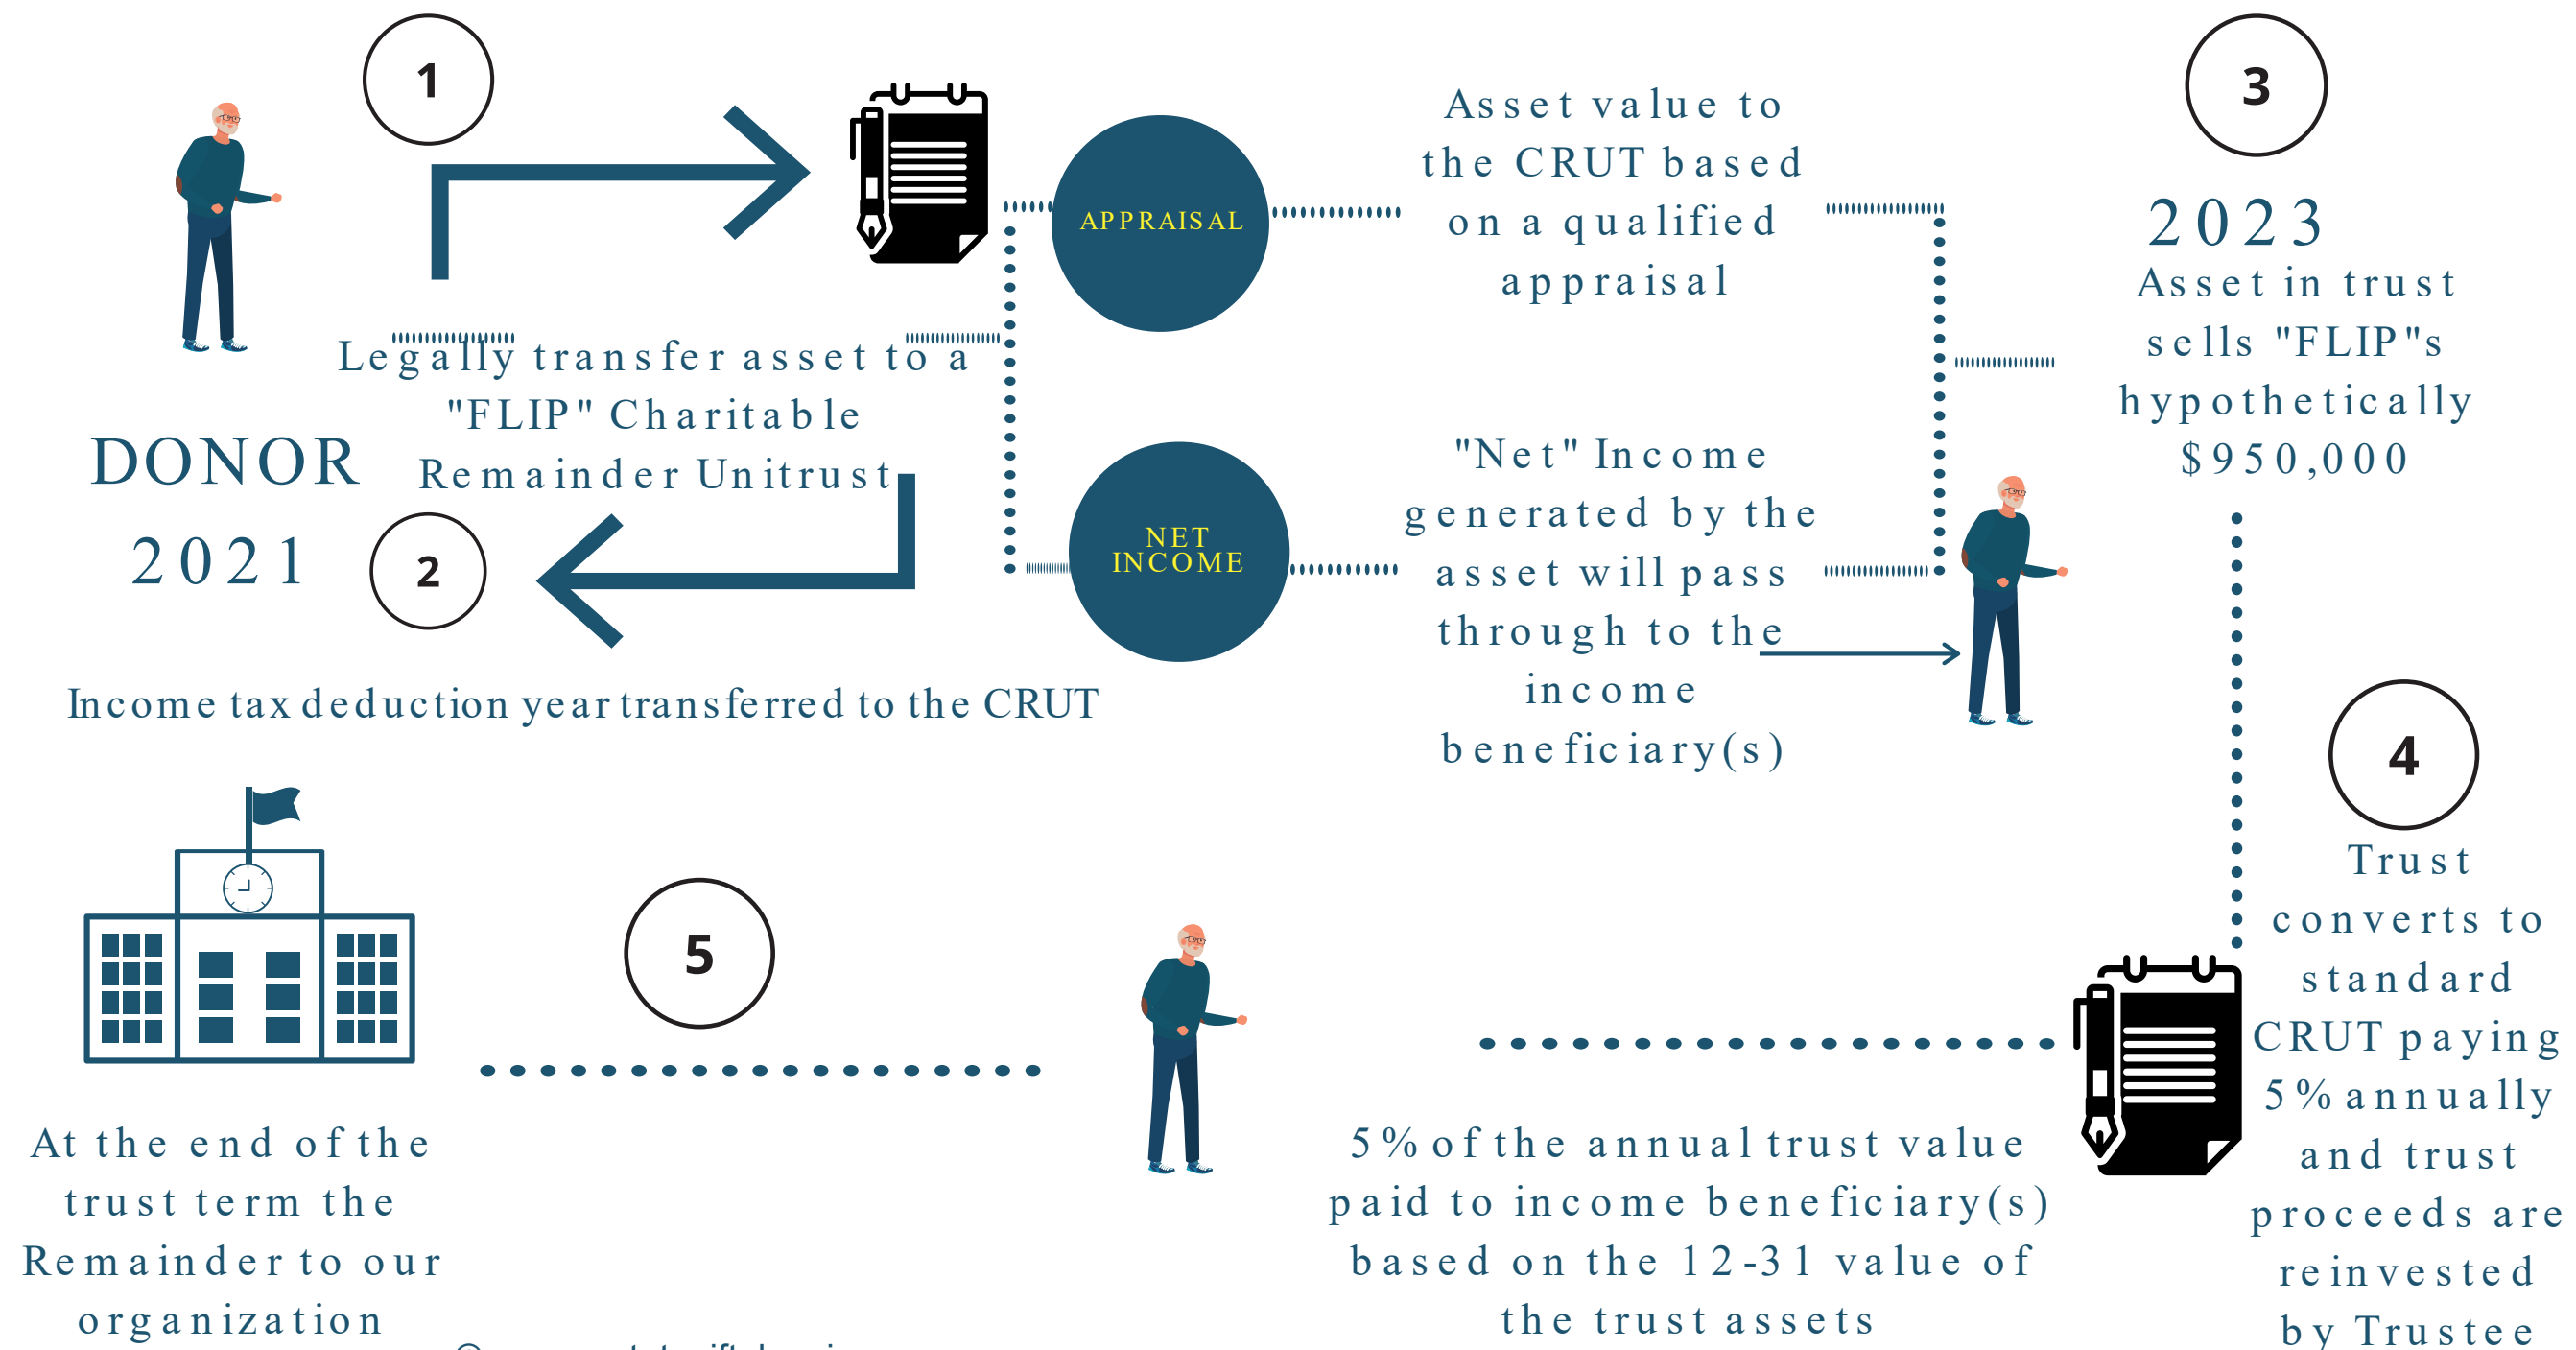 1
Legally transfer asset to a
"FLIP" Charitable
Remainder Unitrust
DONOR
2021
2
Income tax deduction year transferred to the CRUT
APPRAISAL
Asset value to
the CRUT based
on a qualified
appraisal
NET
INCOME
"Net" Income
generated by the
asset will pass
through to the
income
beneficiary(s)
3
2023
Asset in trust
sells "FLIP"s
hypothetically
$950,000
4
Trust
converts to
standard
CRUT paying
5% annually
and trust
proceeds are
reinvested
by Trustee
5% of the annual trust value
paid to income beneficiary(s)
based on the 12-31 value of
the trust assets
5
At the end of the
trust term the
Remainder to our
organization